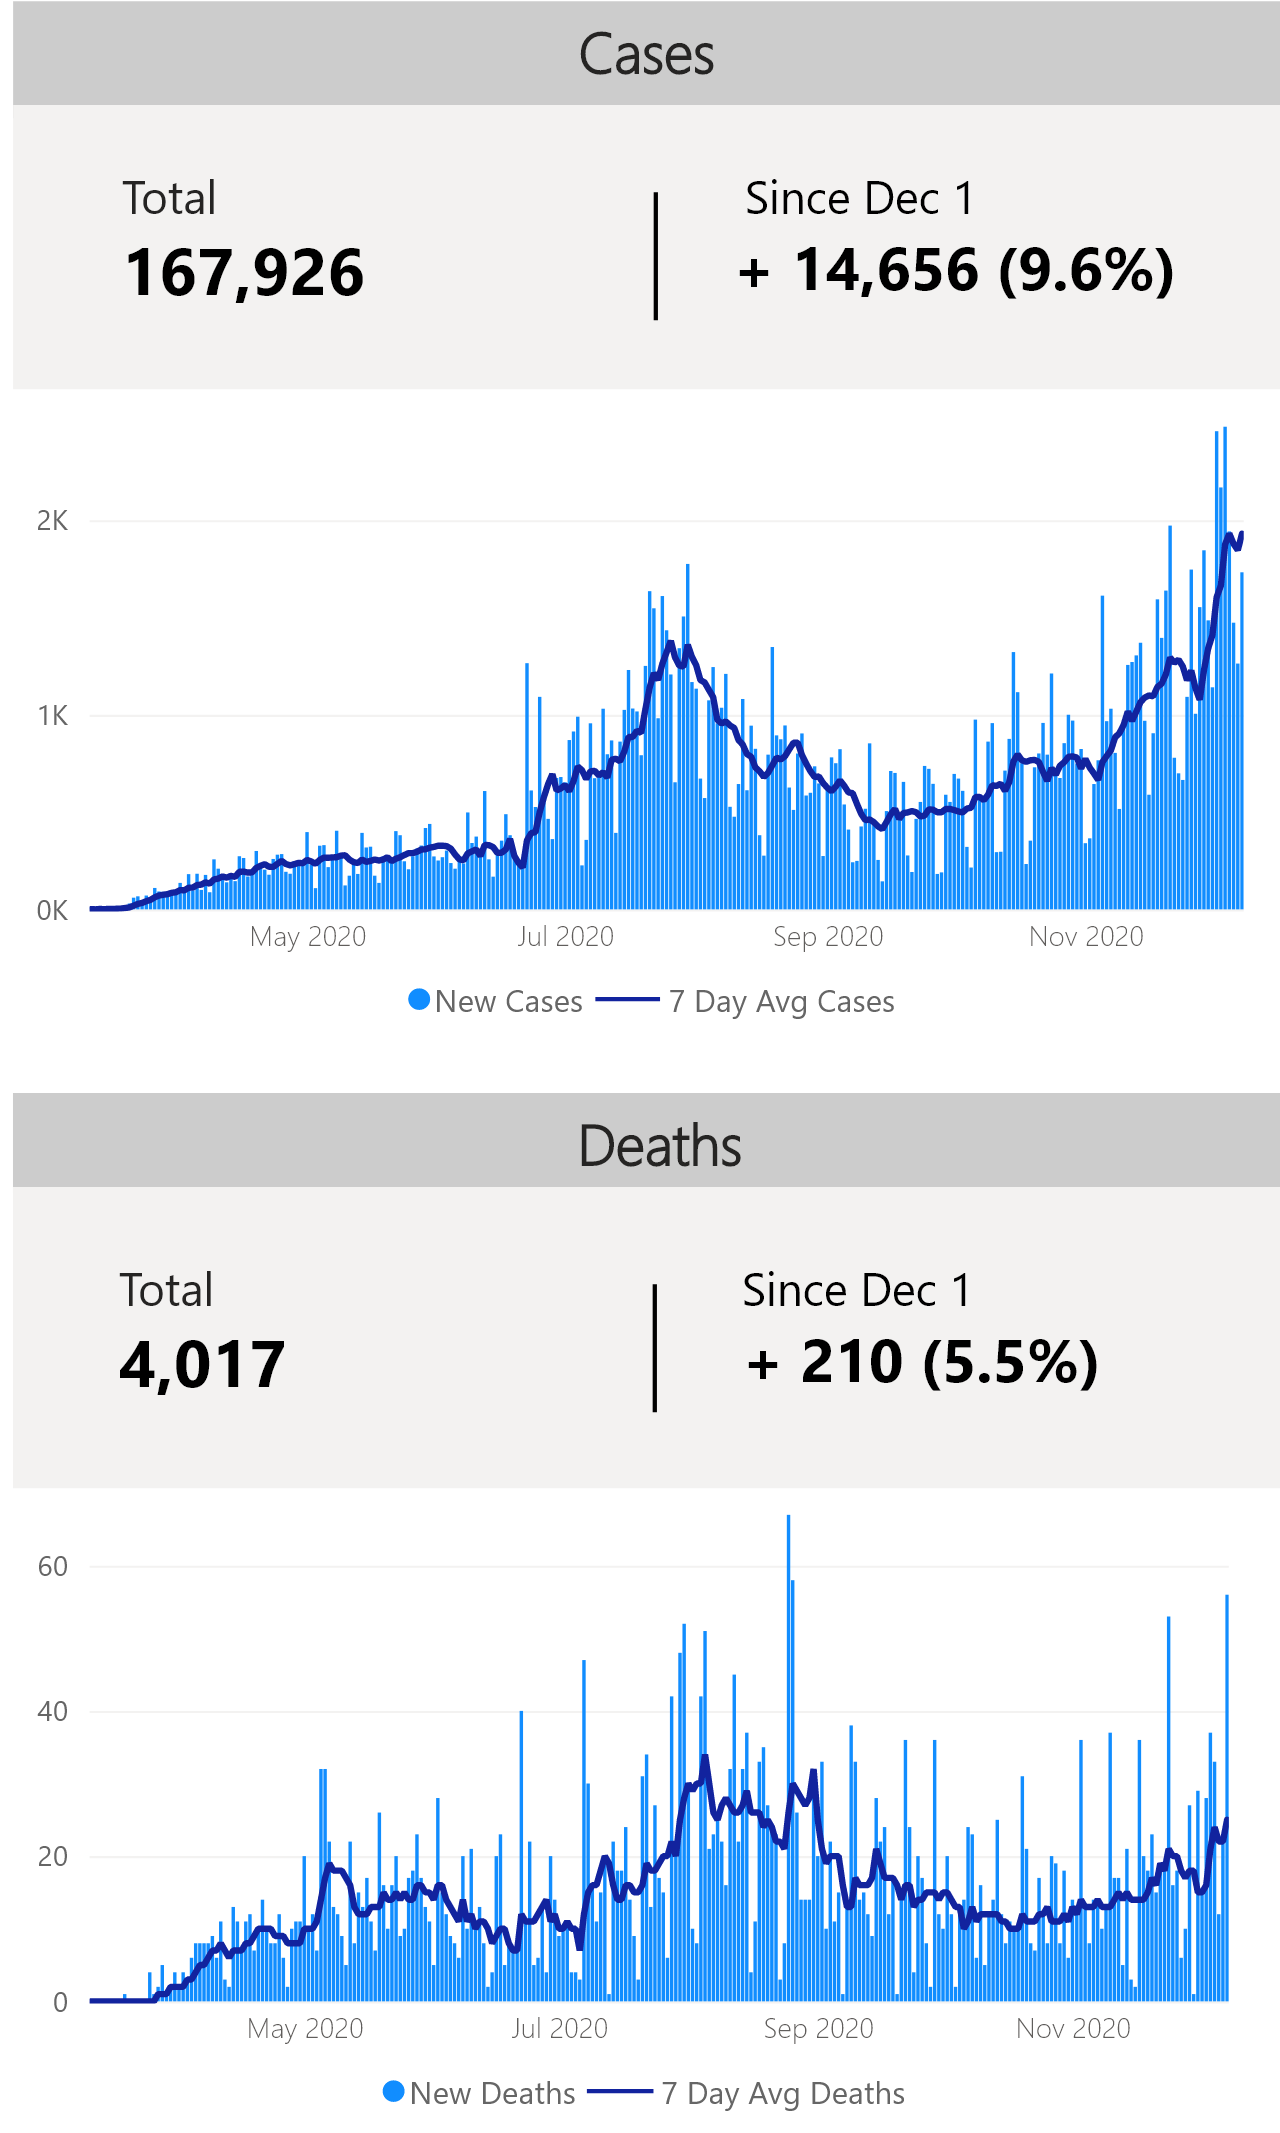 Cases
Total
Since Dec 1
167,926
+ 14,656 (9.6%)
2K
1K
0K
May 2020
Jul 2020
Sep 2020
Nov 2020
New Cases
7 Day Avg Cases
Deaths
Total
Since Dec 1
4,017
+ 210 (5.5%)
60
40
20
0
May 2020
Jul 2020
Sep 2020
Nov 2020
New Deaths
7 Day Avg Deaths